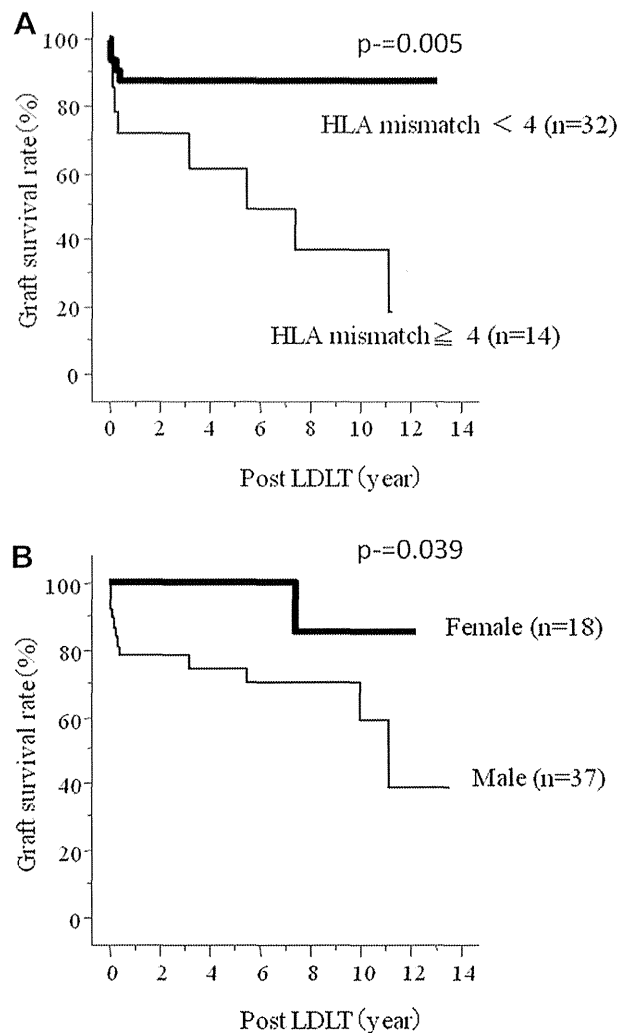 A
p-=0.005
100
80
60
40
20
0
Graft survival rate(%)
HLA mismatch < 4 (n=32)
HLA mismatch≧ 4 (n=14)
0 2 4 6 8 10 12 14
Post LDLT(year)
B
p-=0.039
100
80
60
40
20
0
Graft survival rate(%)
Female (n=18)
Male (n=37)
0 2 4 6 8 10 12 14
Post LDLT(year)